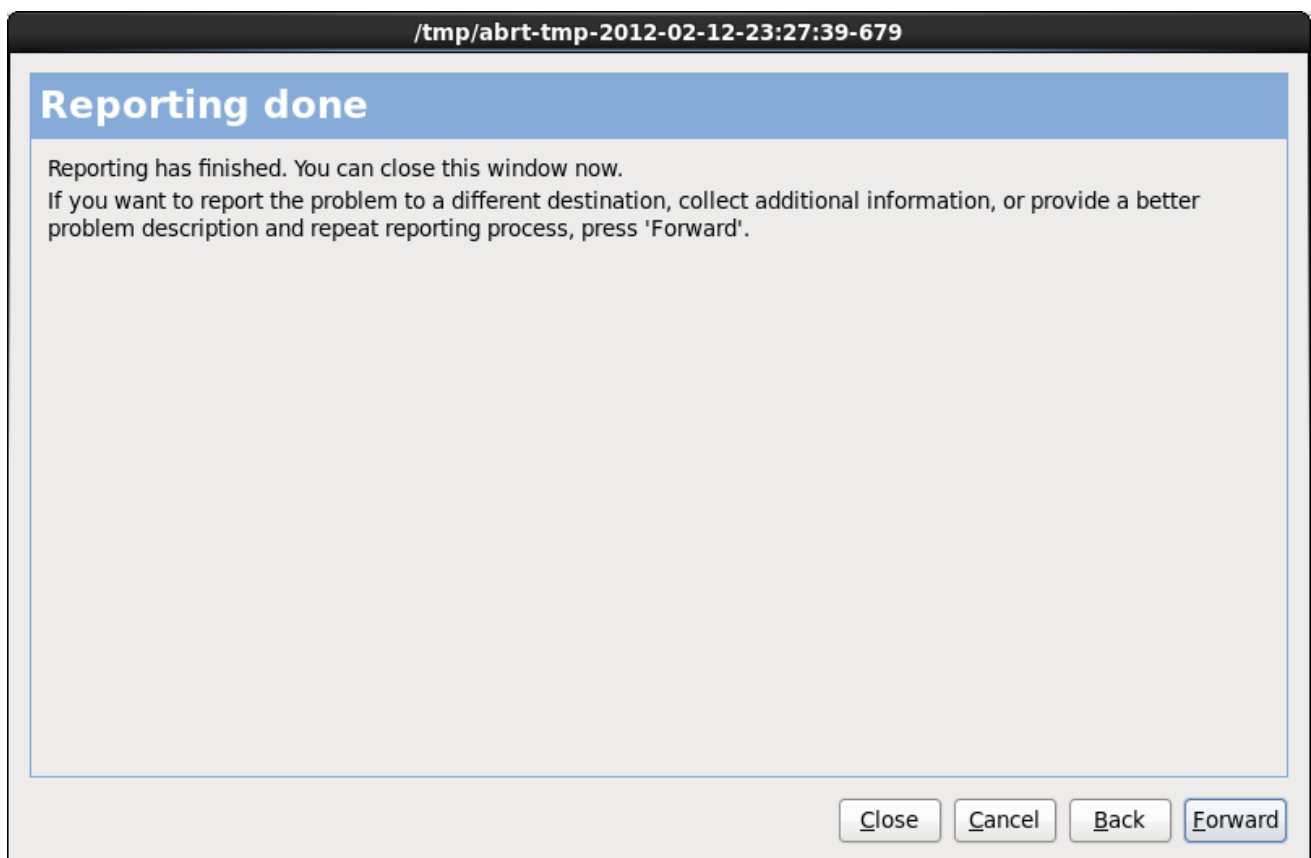 /tmp/abrt-tmp-2012-02-12-23:27:39-679
Reporting done
Reporting has finished. You can close this window now.
If you want to report the problem to a different destination, collect additional information, or provide a better
problem description and repeat reporting process, press 'Forward'.
Close Cancel Back Forward